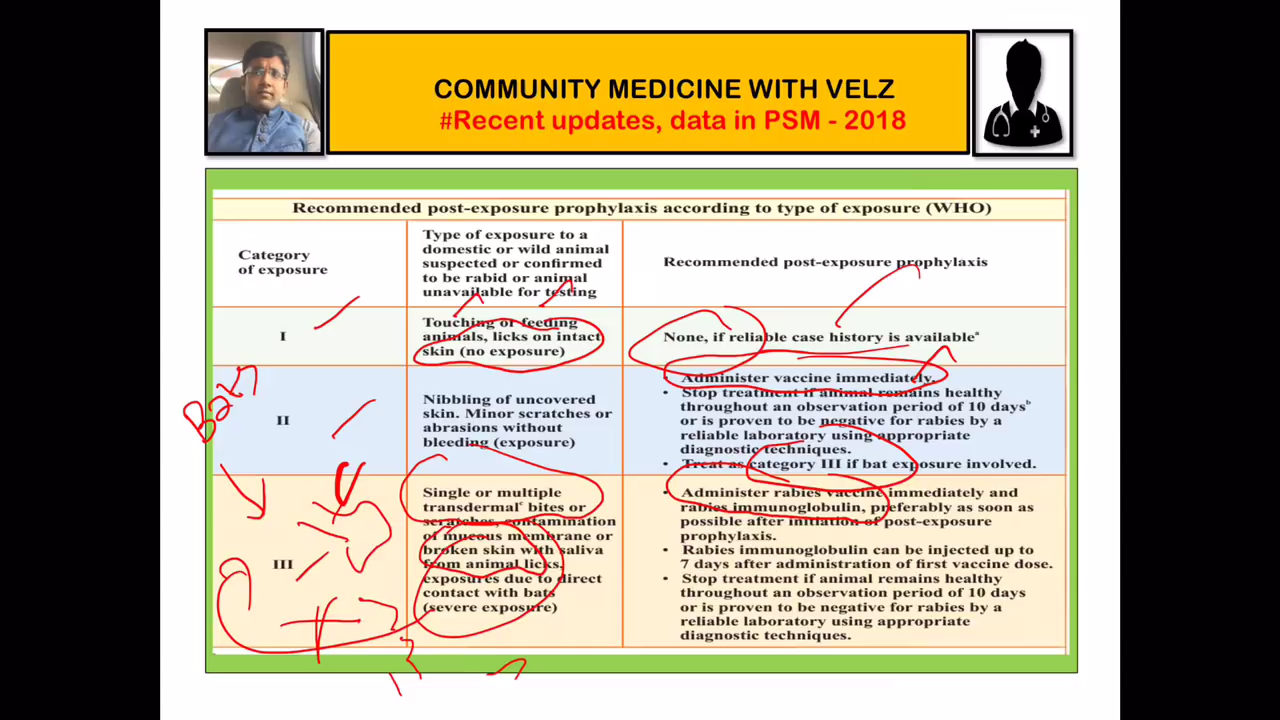 COMMUNITY MEDICINE WITH VELZ
#Recent updates, data in PSM - 2018
Recommended post-exposure prophylaxis according to type of exposure (WHO)
Category
of exposure
Type of exposure to a
domestic or wild animal
suspected or confirmed
to be rabid or animal
unavailable for testing
Recommended post-exposure prophylaxis
I
Touching or feeding
animals, licks on intact
skin (no exposure)
None, if reliable case history is availableᵃ
Bats
II
Nibbling of uncovered
skin. Minor scratches or
abrasions without
bleeding (exposure)
Administer vaccine immediately.
• Stop treatment if animal remains healthy
throughout an observation period of 10 daysᵇ
or is proven to be negative for rabies by a
reliable laboratory using appropriate
diagnostic techniques.
• Treat as category III if bat exposure involved.
III
Single or multiple
transdermalᶜ bites or
scratches, contamination
of mucous membrane or
broken skin with saliva
from animal licks,
exposures due to direct
contact with bats
(severe exposure)
• Administer rabies vaccine immediately and
rabies immunoglobulin, preferably as soon as
possible after initiation of post-exposure
prophylaxis.
• Rabies immunoglobulin can be injected up to
7 days after administration of first vaccine dose.
• Stop treatment if animal remains healthy
throughout an observation period of 10 days
or is proven to be negative for rabies by a
reliable laboratory using appropriate
diagnostic techniques.